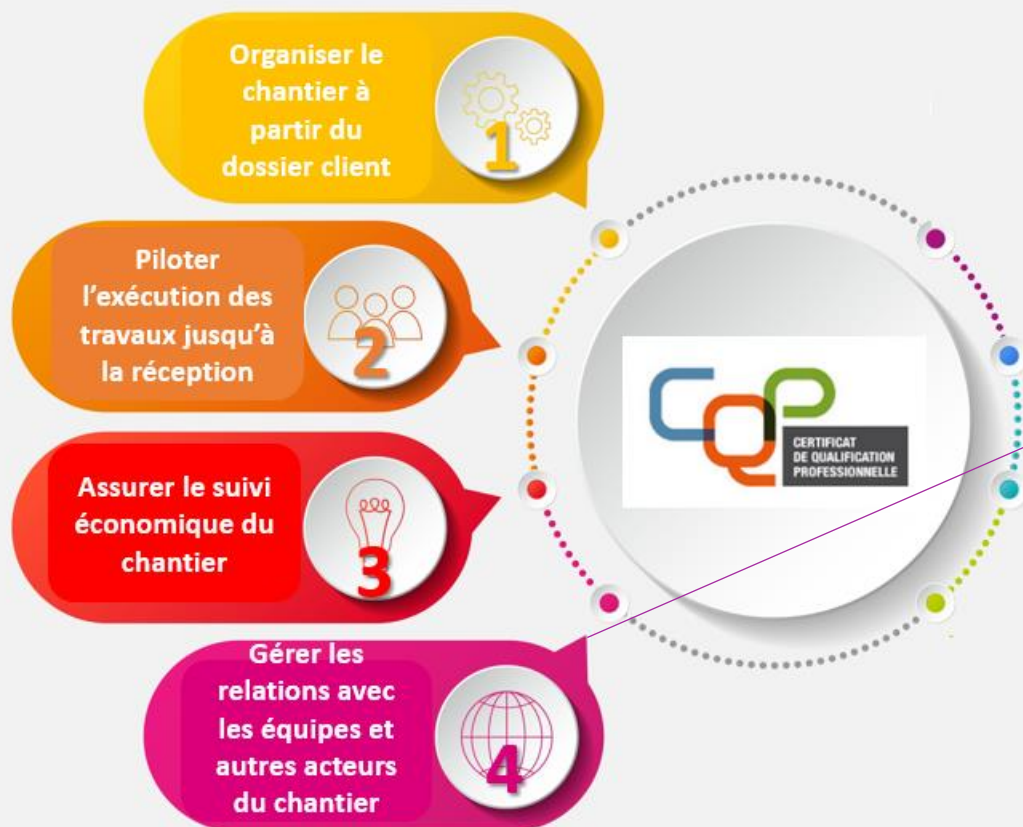 Organiser le
chantier à
partir du
dossier client
1
Piloter
l'exécution des
travaux jusqu'à
la réception
2
Assurer le suivi
économique du
chantier
3
Gérer les
relations avec
les équipes et
autres acteurs
du chantier
4
CQP
CERTIFICAT
DE QUALIFICATION
PROFESSIONNELLE